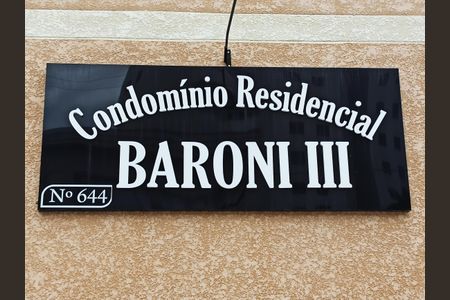 Condomínio Residencial
BARONI III
Nº 644